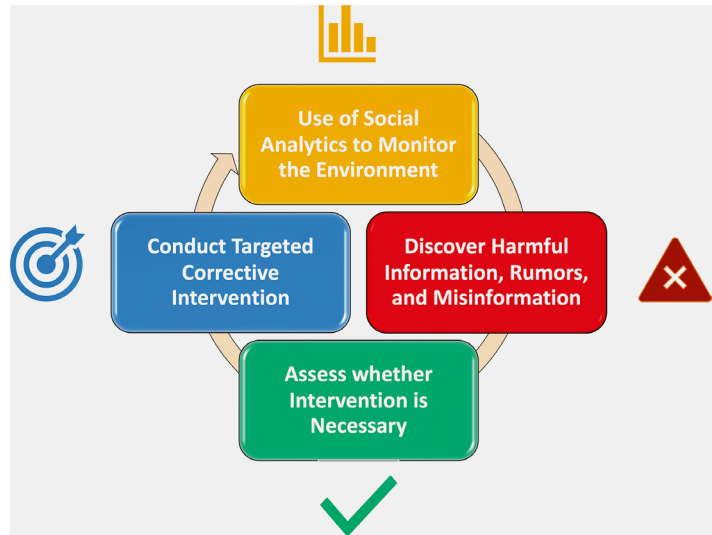 Use of Social
Analytics to Monitor
the Environment
Conduct Targeted
Corrective
Intervention
Discover Harmful
Information, Rumors,
and Misinformation
Assess whether
Intervention is
Necessary